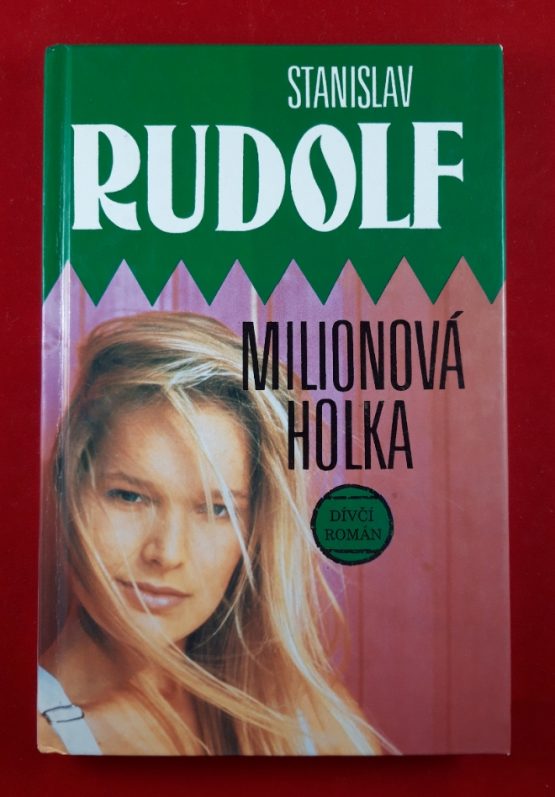 STANISLAV
RUDOLF
MILIONOVÁ
HOLKA
DÍVČÍ
ROMÁN